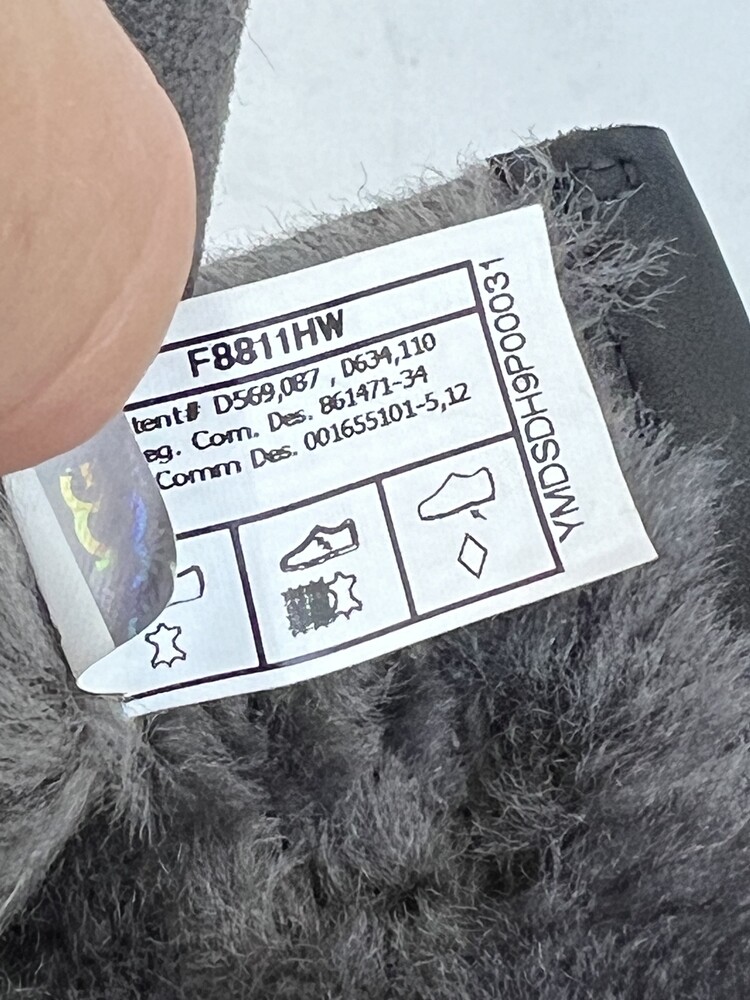 F8811HW
tent# D569,087 , D634,110
eg. Com. Des. 861471-34
Comm Des. 001655101-5,12
YMDSDH9P00031